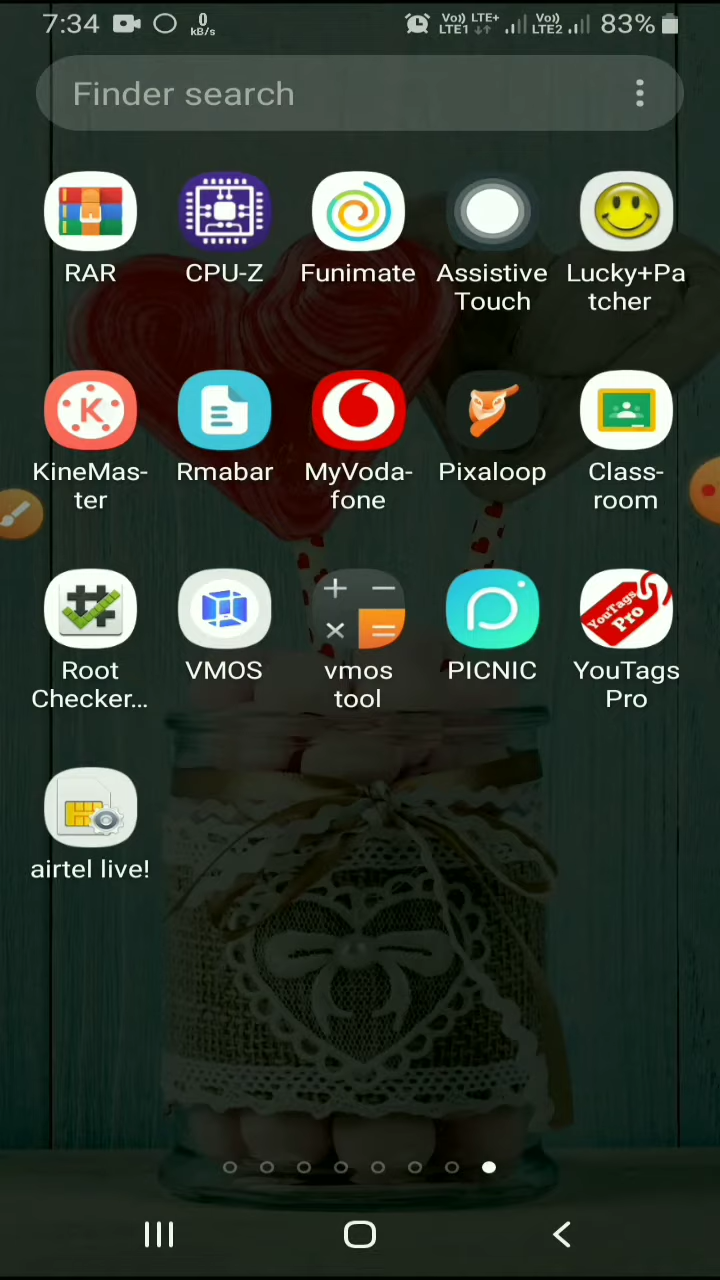 7:34 0 kB/s Vo)) LTE+ LTE1 Vo)) LTE2 83%
Finder search
RAR CPU-Z Funimate Assistive Touch Lucky+Pa tcher
K
KineMas- ter Rmabar MyVoda- fone Pixaloop Class- room
YouTags Pro
Root Checker... VMOS vmos tool PICNIC YouTags Pro
airtel live!